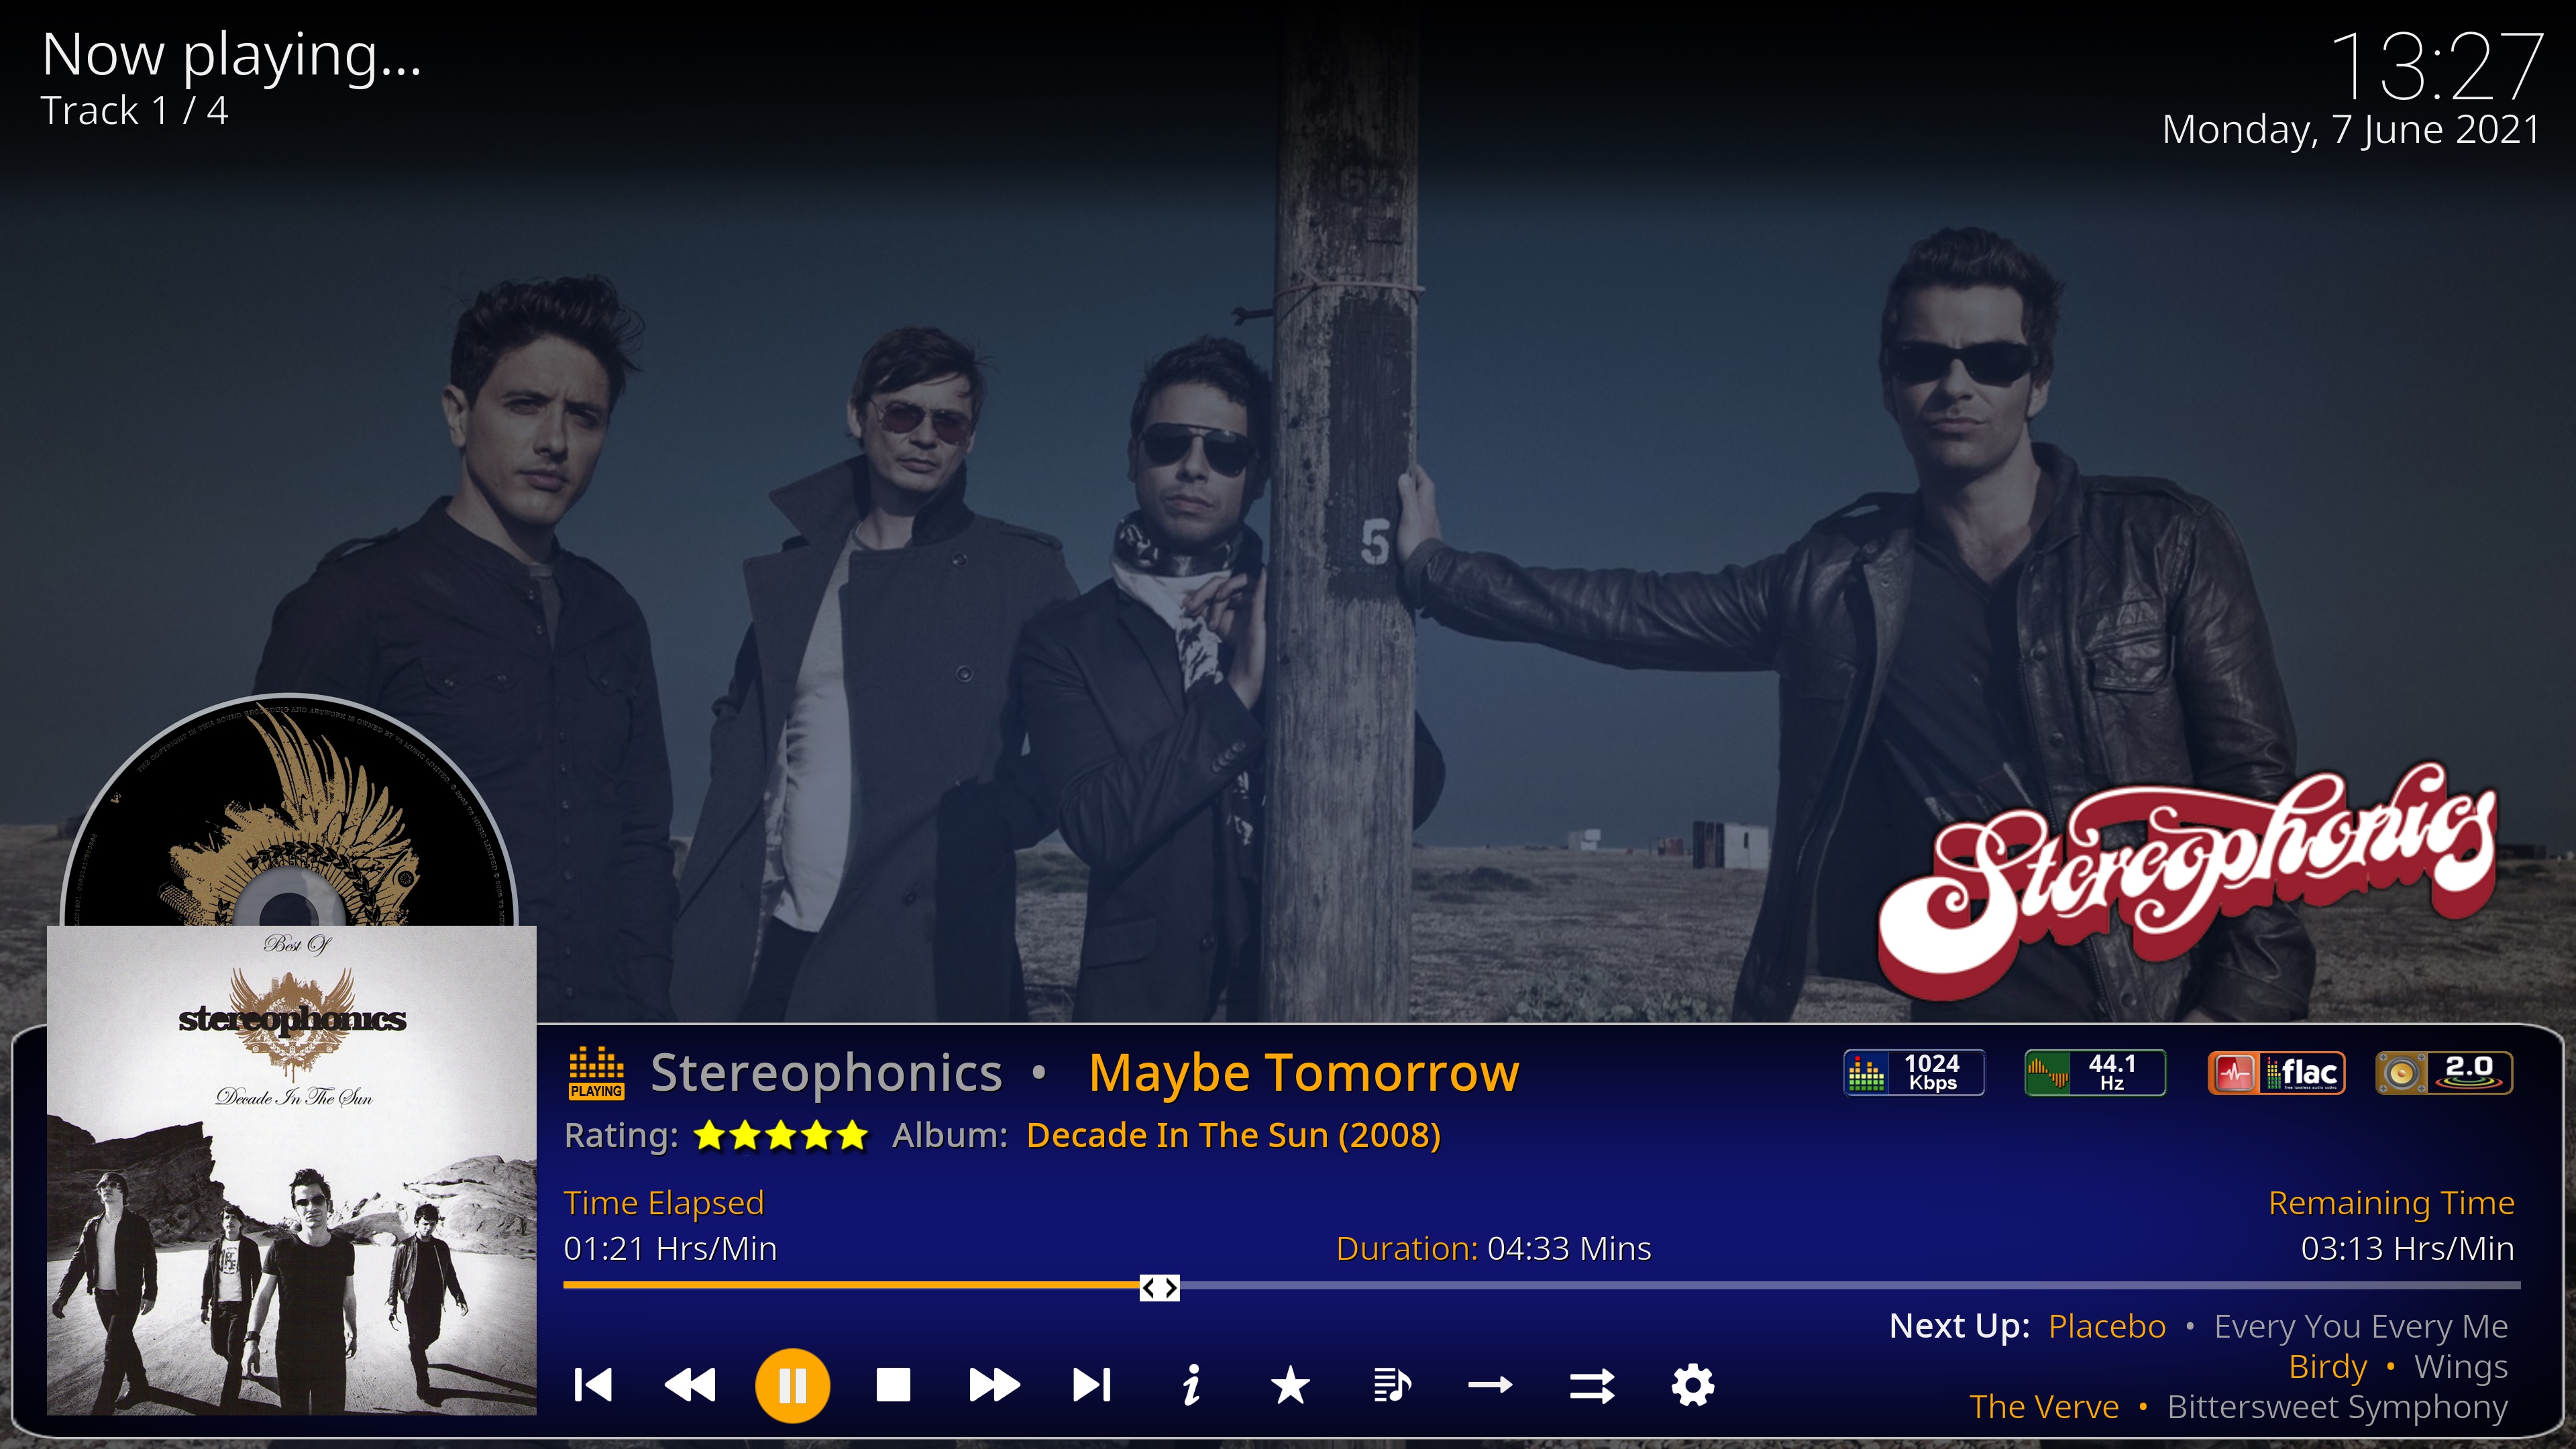 Now playing...
Track 1 / 4
13:27
Monday, 7 June 2021
5
Stereophonics
Best Of
stereophonics
Decade In The Sun
PLAYING
Stereophonics • Maybe Tomorrow
1024
Kbps
44.1
Hz
flac
2.0
Rating:
Album: Decade In The Sun (2008)
Time Elapsed
Remaining Time
01:21 Hrs/Min
Duration: 04:33 Mins
03:13 Hrs/Min
Next Up: Placebo • Every You Every Me
Birdy • Wings
The Verve • Bittersweet Symphony